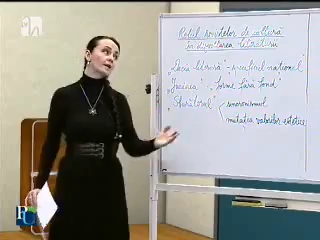 Rolul revistelor de cultură
în dezvoltarea literaturii
„Dacia literară” - specificul național
„Junimea” - „forme fără fond”
„Sburătorul” sincronismul
mutația valorilor estetice